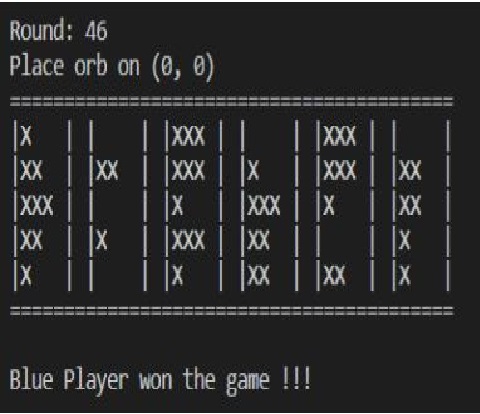 Round: 46
Place orb on (0, 0)
==========================================
|X   | |    | |XXX | |    | |XXX | |    |
|XX  | |XX  | |XXX | |X   | |XXX | |XX  |
|XXX | |    | |X   | |XXX | |X   | |XX  |
|XX  | |X   | |XXX | |XX  | |    | |X   |
|X   | |    | |X   | |XX  | |XX  | |X   |
==========================================
Blue Player won the game !!!